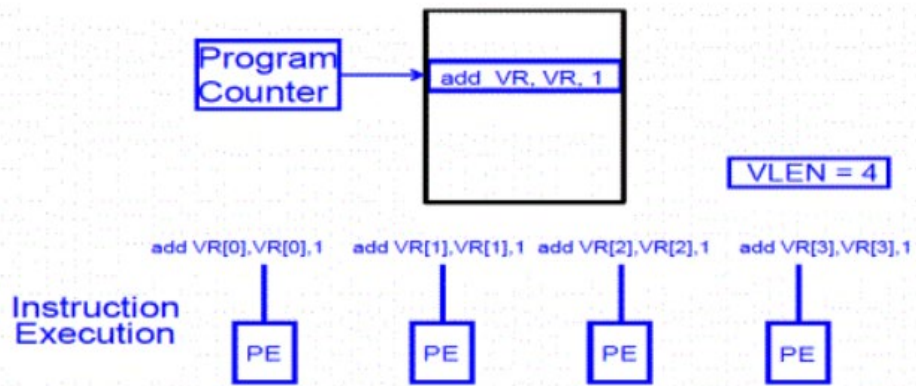 Program
Counter
add VR, VR, 1
VLEN = 4
add VR[0],VR[0],1 add VR[1],VR[1],1 add VR[2],VR[2],1 add VR[3],VR[3],1
Instruction
Execution
PE PE PE PE